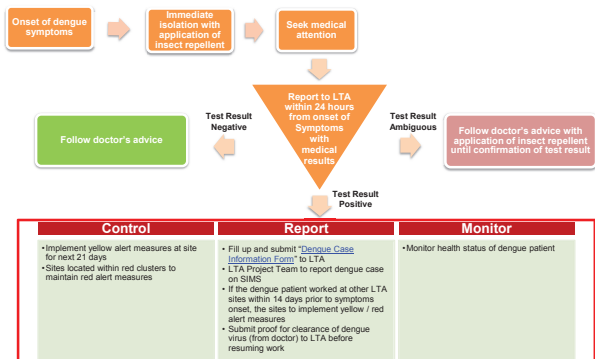 Onset of dengue
symptoms
Immediate
isolation with
application of
insect repellent
Seek medical
attention
Report to LTA
within 24 hours
from onset of
Symptoms
with
medical
results
Test Result
Negative
Follow doctor's advice
Test Result
Ambiguous
Follow doctor's advice with
application of insect repellent
until confirmation of test result
Test Result
Positive
Control
•Implement yellow alert measures at site
for next 21 days
•Sites located within red clusters to
maintain red alert measures
Report
• Fill up and submit "Dengue Case
Information Form" to LTA
• LTA Project Team to report dengue case
on SIMS
• If the dengue patient worked at other LTA
sites within 14 days prior to symptoms
onset, the sites to implement yellow / red
alert measures
• Submit proof for clearance of dengue
virus (from doctor) to LTA before
resuming work
Monitor
•Monitor health status of dengue patient